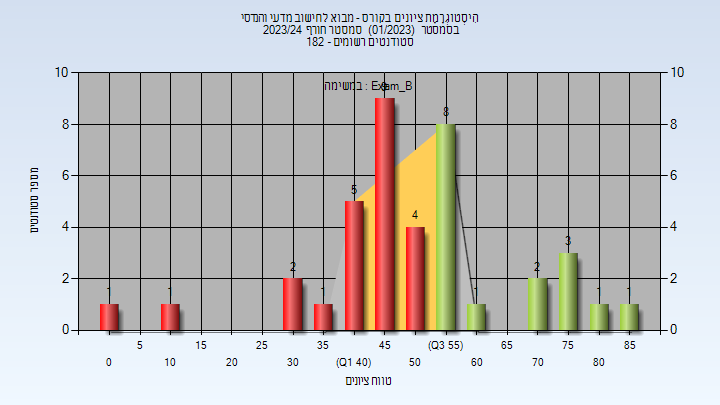 היסטוגרמת ציונים בקורס - מבוא לחישוב מדעי והנדסי
בסמסטר (01/2023) סמסטר חורף 2023/24
סטודנטים רשומים - 182
במשימה : Exam_B
מספר סטודנטים
10 10
8 8
6 6
4 4
2 2
0 0
1 1 2 1 5 9 4 8 1 2 3 1 1
5 15 25 35 45 (Q3 55) 65 75 85
0 10 20 30 (Q1 40) 50 60 70 80
טווח ציונים